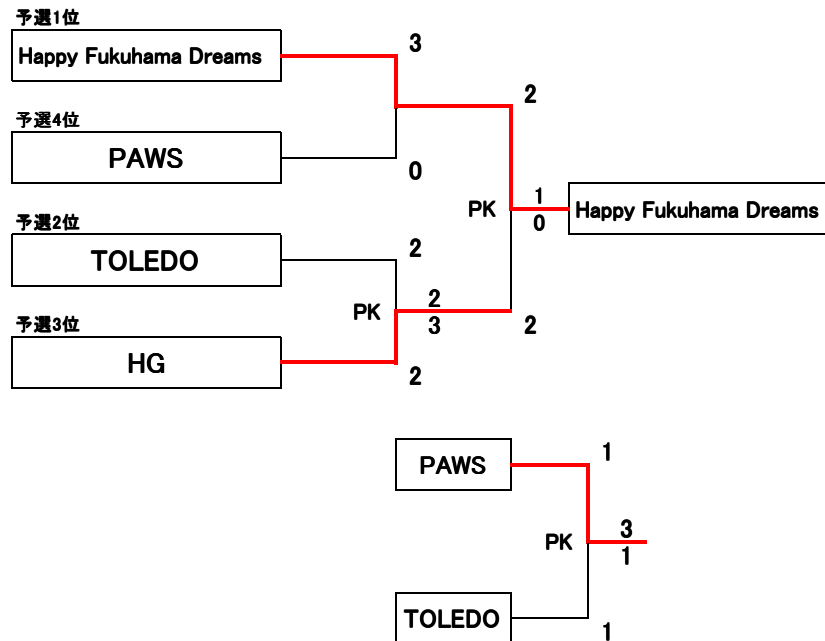 予選1位
Happy Fukuhama Dreams
3
2
予選4位
PAWS
0
PK
1
0
Happy Fukuhama Dreams
予選2位
TOLEDO
2
PK
2
3
2
予選3位
HG
2
PAWS
1
PK
3
1
TOLEDO
1